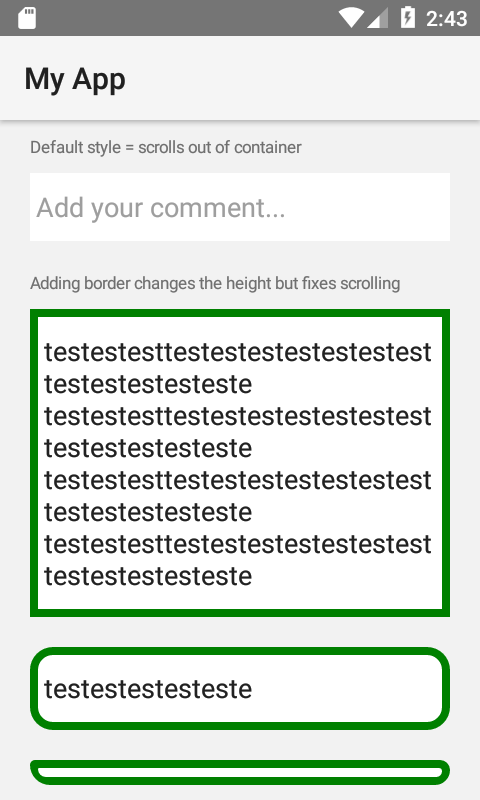 2:43
My App
Default style = scrolls out of container
Add your comment...
Adding border changes the height but fixes scrolling
testestesttestestestestestestest
testestestesteste
testestesttestestestestestestest
testestestesteste
testestesttestestestestestestest
testestestesteste
testestesttestestestestestestest
testestestesteste
testestestesteste